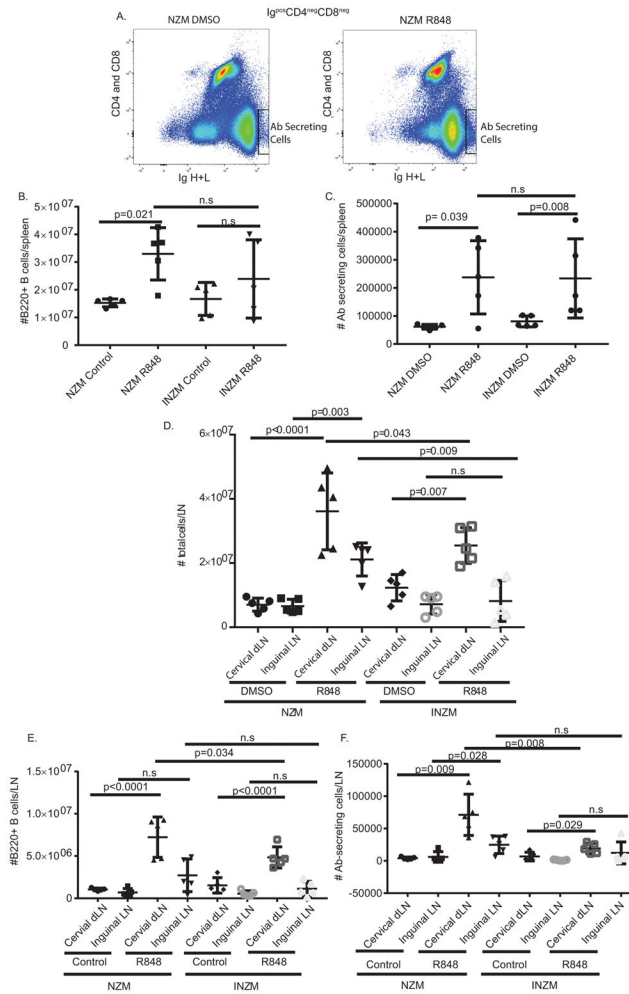 A.
Ig^pos CD4^neg CD8^neg
NZM DMSO
NZM R848
CD4 and CD8
CD4 and CD8
Ab Secreting
Cells
Ab Secreting
Cells
Ig H+L
Ig H+L
B.
n.s
p=0.021
n.s
#B220+ B cells/spleen
5×10^07
4×10^07
3×10^07
2×10^07
1×10^07
0
NZM Control
NZM R848
INZM Control
INZM R848
C.
n.s
p= 0.039
p=0.008
# Ab secreting cells/spleen
500000
400000
300000
200000
100000
0
NZM DMSO
NZM R848
INZM DMSO
INZM R848
D.
p=0.003
p<0.0001
p=0.043
p=0.009
n.s
p=0.007
# totalcells/LN
6×10^07
4×10^07
2×10^07
0
Cervical dLN
Inguinal LN
Cervical dLN
Inguinal LN
Cervical dLN
Inguinal LN
Cervical dLN
Inguinal LN
DMSO
R848
DMSO
R848
NZM
INZM
E.
n.s
p=0.034
n.s
n.s
p<0.0001
p<0.0001
#B220+ B cells/LN
1.5×10^07
1.0×10^07
5.0×10^06
0
Cervical dLN
Inguinal LN
Cervical dLN
Inguinal LN
Cervical dLN
Inguinal LN
Cervical dLN
Inguinal LN
Control
R848
Control
R848
NZM
INZM
F.
n.s
p=0.008
p=0.028
p=0.009
n.s
p=0.029
# Ab-secreting cells/LN
150000
100000
50000
0
-50000
Cervical dLN
Inguinal LN
Cervical dLN
Inguinal LN
Cervical dLN
Inguinal LN
Cervical dLN
Inguinal LN
Control
R848
Control
R848
NZM
INZM